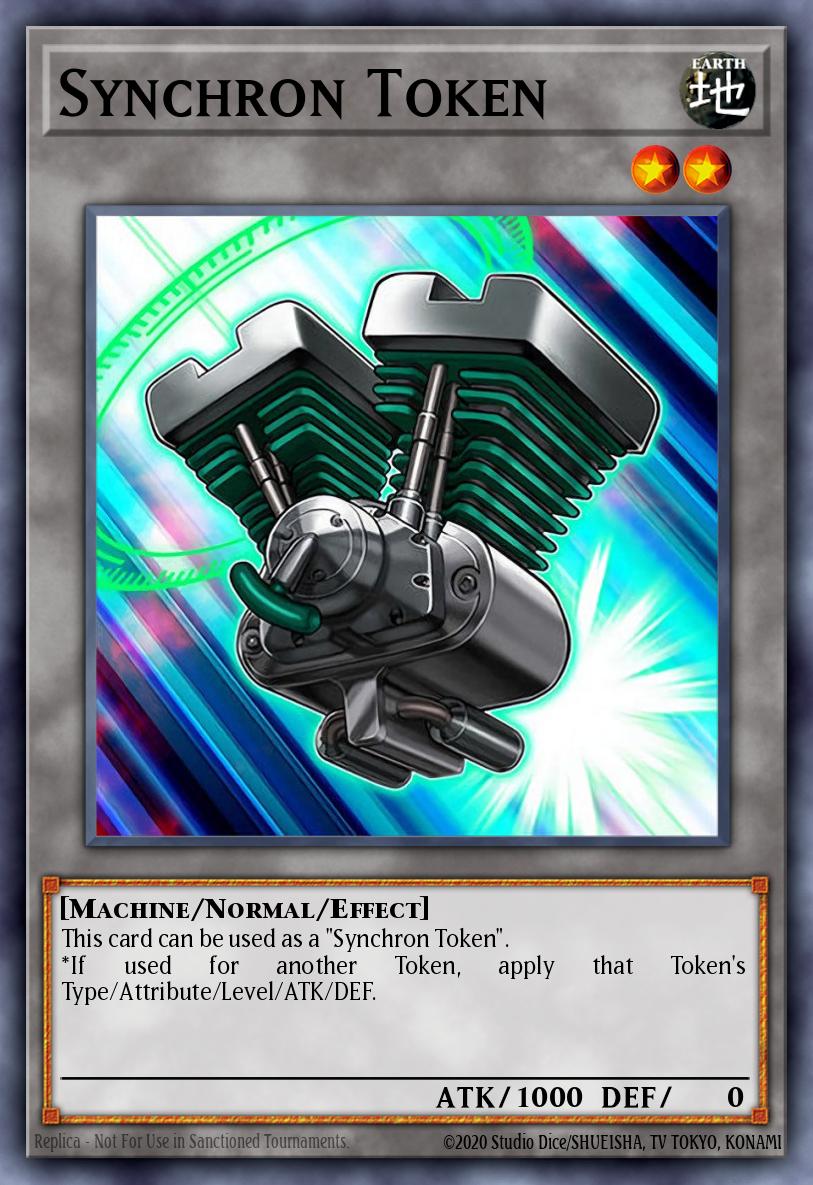 Synchron Token
EARTH
地
[Machine/Normal/Effect]
This card can be used as a "Synchron Token".
*If used for another Token, apply that Token's
Type/Attribute/Level/ATK/DEF.
ATK/1000 DEF/ 0
Replica - Not For Use in Sanctioned Tournaments.
©2020 Studio Dice/SHUEISHA, TV TOKYO, KONAMI